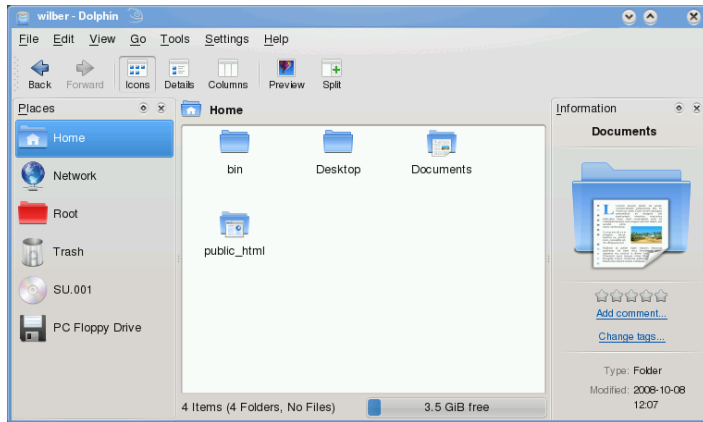 wilber - Dolphin
File Edit View Go Tools Settings Help
Back Forward Icons Details Columns Preview Split
Places
Home
Network
Root
Trash
SU.001
PC Floppy Drive
Home
bin Desktop Documents
public_html
4 Items (4 Folders, No Files) 3.5 GiB free
Information
Documents
Add comment...
Change tags...
Type: Folder
Modified: 2008-10-08
12:07